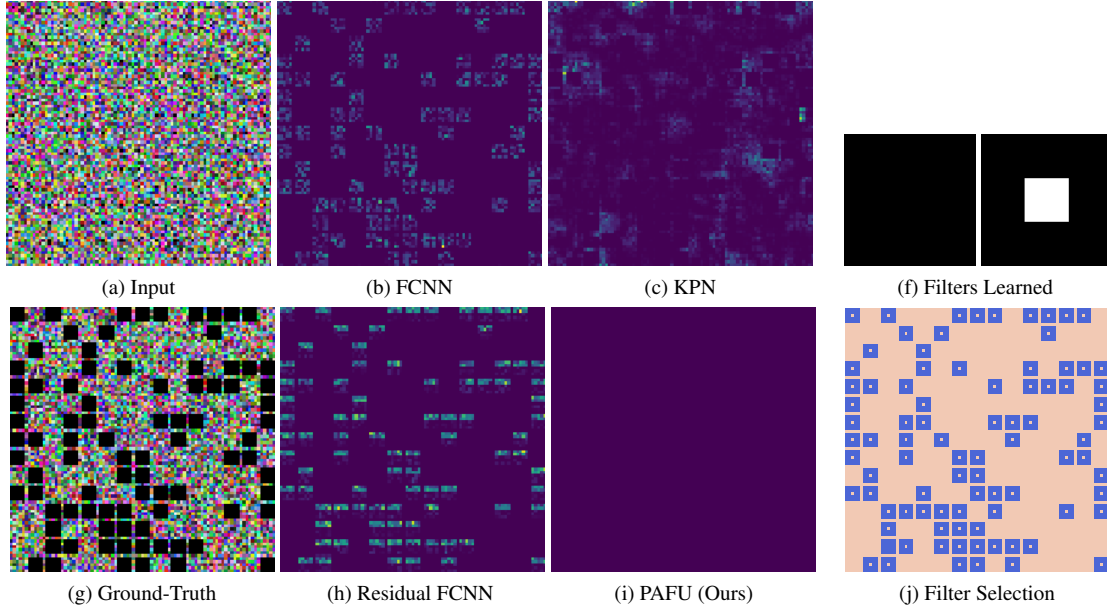 (a) Input
(b) FCNN
(c) KPN
(f) Filters Learned
(g) Ground-Truth
(h) Residual FCNN
(i) PAFU (Ours)
(j) Filter Selection